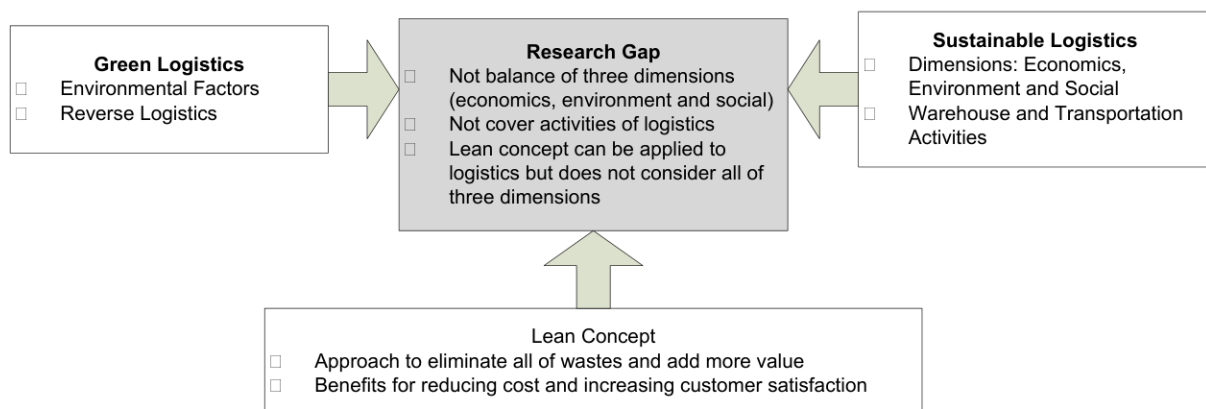 Green Logistics
Environmental Factors
Reverse Logistics
Research Gap
Not balance of three dimensions
(economics, environment and social)
Not cover activities of logistics
Lean concept can be applied to
logistics but does not consider all of
three dimensions
Sustainable Logistics
Dimensions: Economics,
Environment and Social
Warehouse and Transportation
Activities
Lean Concept
Approach to eliminate all of wastes and add more value
Benefits for reducing cost and increasing customer satisfaction